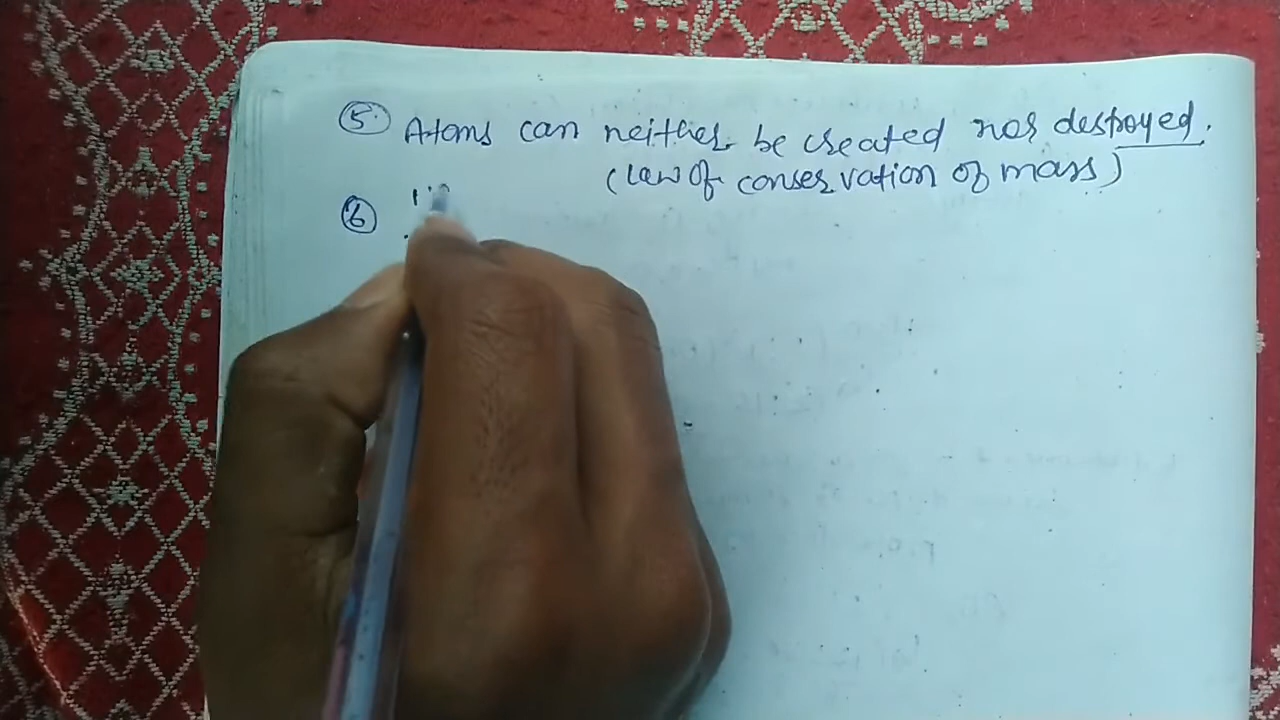 ⑤ Atoms can neither be created nor destroyed.
(law of conservation of mass)
⑥